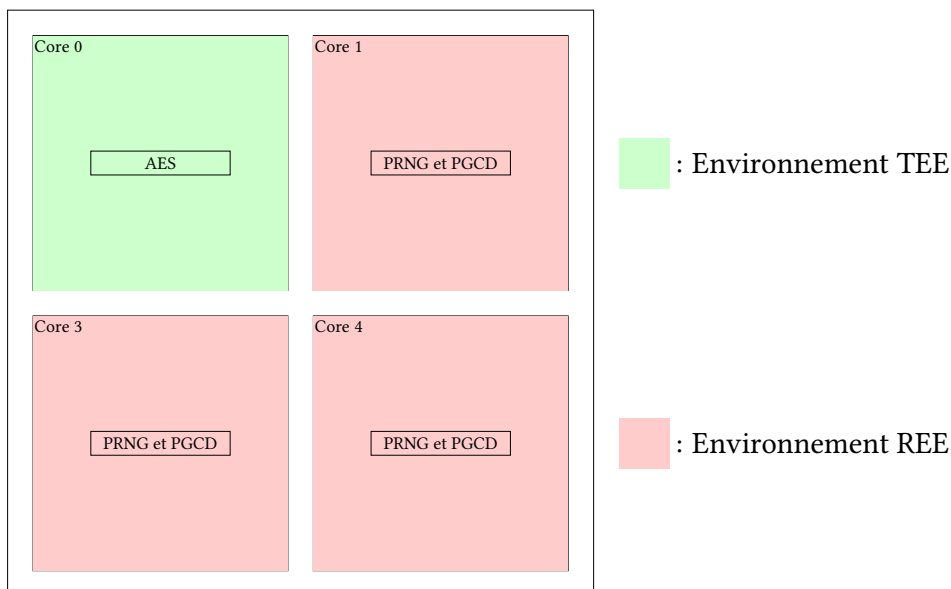 Core 0
Core 1
AES
PRNG et PGCD
: Environnement TEE
Core 3
Core 4
PRNG et PGCD
PRNG et PGCD
: Environnement REE